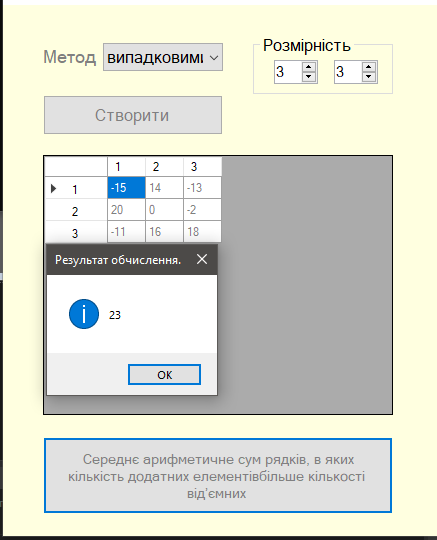 Метод випадковими Розмірність
3 3
Створити
1 2 3
1 -15 14 -13
2 20 0 -2
3 -11 16 18
Результат обчислення.
23
OK
Середнє арифметичне сум рядків, в яких
кількість додатних елементівбільше кількості
від'ємних